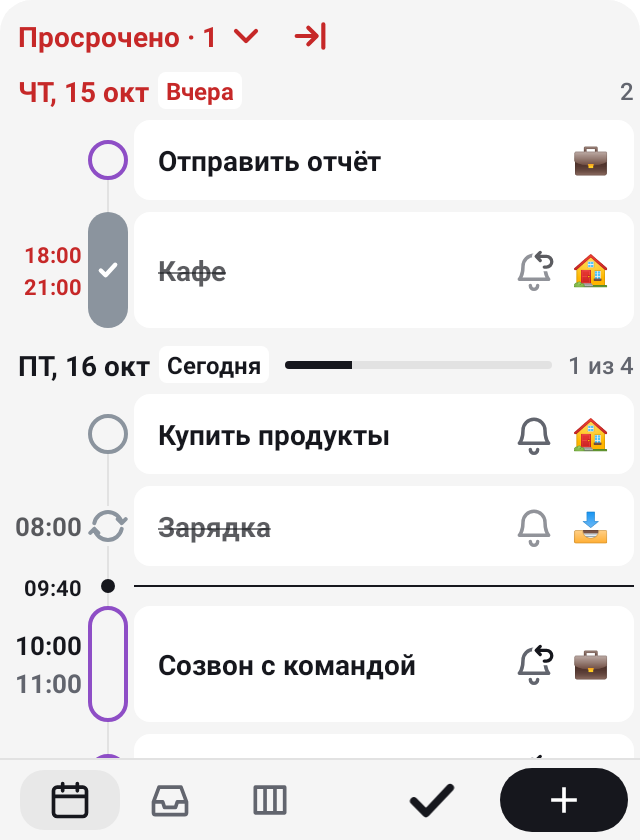 Просрочено · 1
ЧТ, 15 окт Вчера 2
Отправить отчёт
18:00
21:00
Кафе
ПТ, 16 окт Сегодня 1 из 4
Купить продукты
08:00 Зарядка
09:40
10:00
11:00
Созвон с командой